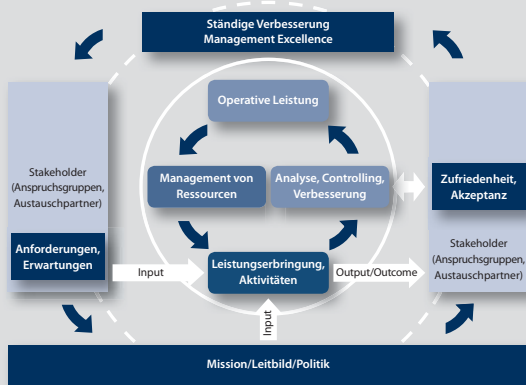 Ständige Verbesserung
Management Excellence
Operative Leistung
Stakeholder
(Anspruchsgruppen,
Austauschpartner)
Management von
Ressourcen
Analyse, Controlling,
Verbesserung
Zufriedenheit,
Akzeptanz
Anforderungen,
Erwartungen
Input
Leistungserbringung,
Aktivitäten
Output/Outcome
Stakeholder
(Anspruchsgruppen,
Austauschpartner)
Input
Mission/Leitbild/Politik